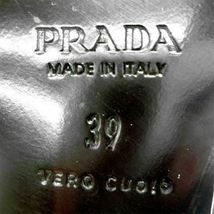 PRADA
MADE IN ITALY
39
VERO CUOIO